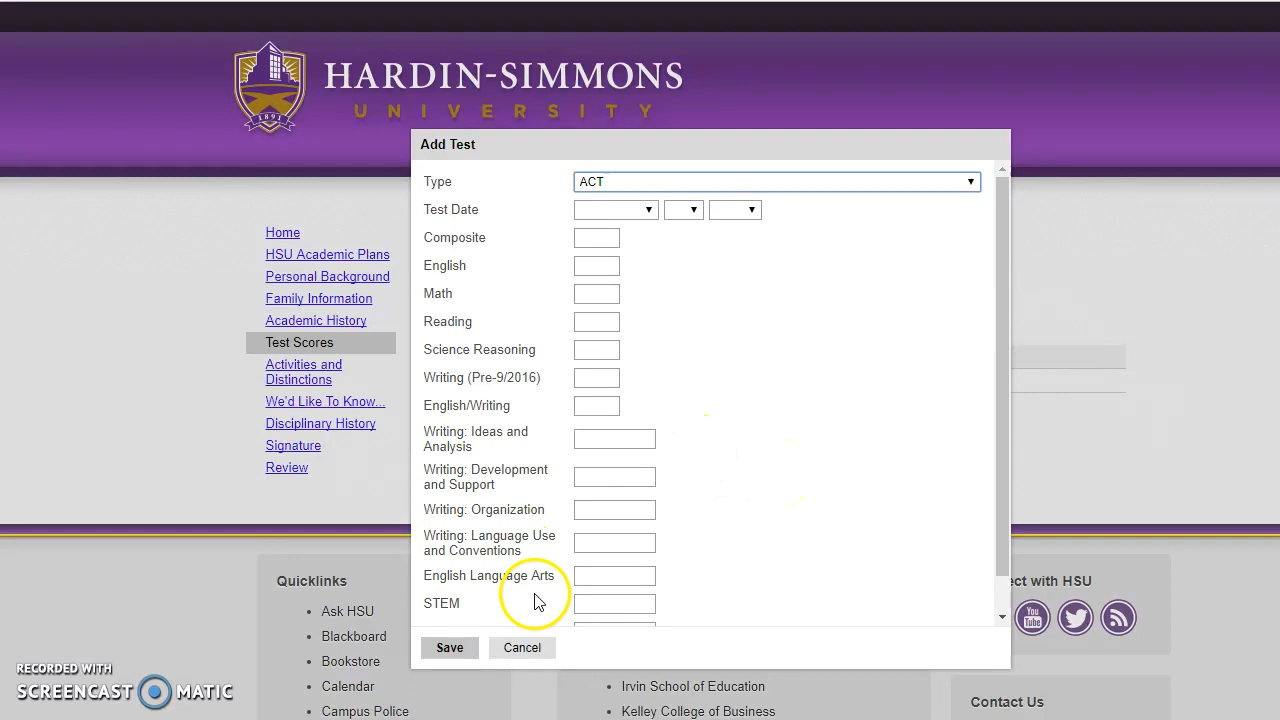 HARDIN-SIMMONS
UNIVERSITY
1891
Add Test
Type
ACT
Test Date
Composite
English
Math
Reading
Science Reasoning
Writing (Pre-9/2016)
English/Writing
Writing: Ideas and
Analysis
Writing: Development
and Support
Writing: Organization
Writing: Language Use
and Conventions
English Language Arts
STEM
Save
Cancel
Home
HSU Academic Plans
Personal Background
Family Information
Academic History
Test Scores
Activities and
Distinctions
We'd Like To Know...
Disciplinary History
Signature
Review
Quicklinks
Ask HSU
Blackboard
Bookstore
Calendar
Campus Police
Irvin School of Education
Kelley College of Business
ect with HSU
You
Tube
Contact Us
RECORDED WITH
SCREENCAST MATIC